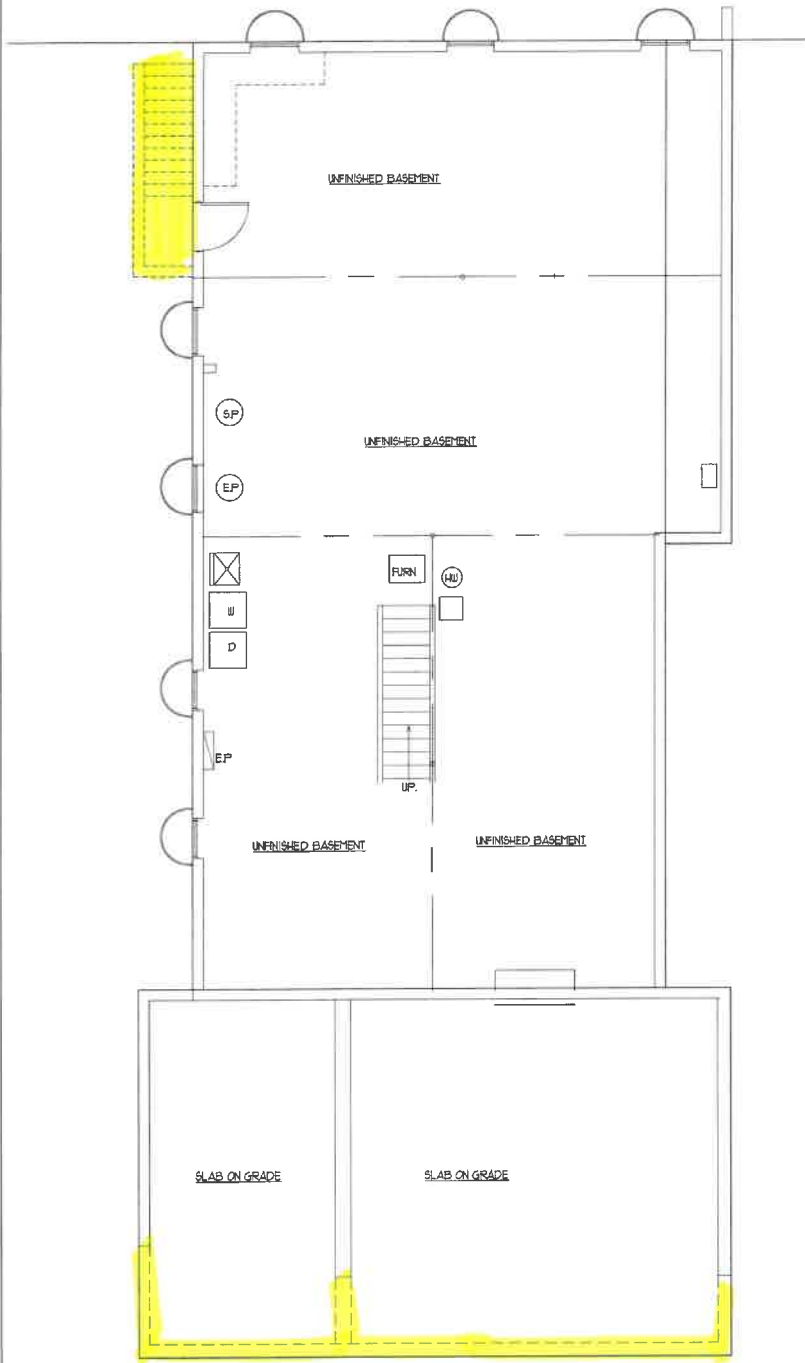 UNFINISHED BASEMENT
S.P
UNFINISHED BASEMENT
E.P
FURN
HW
W
D
E.P
UP.
UNFINISHED BASEMENT
UNFINISHED BASEMENT
SLAB ON GRADE
SLAB ON GRADE